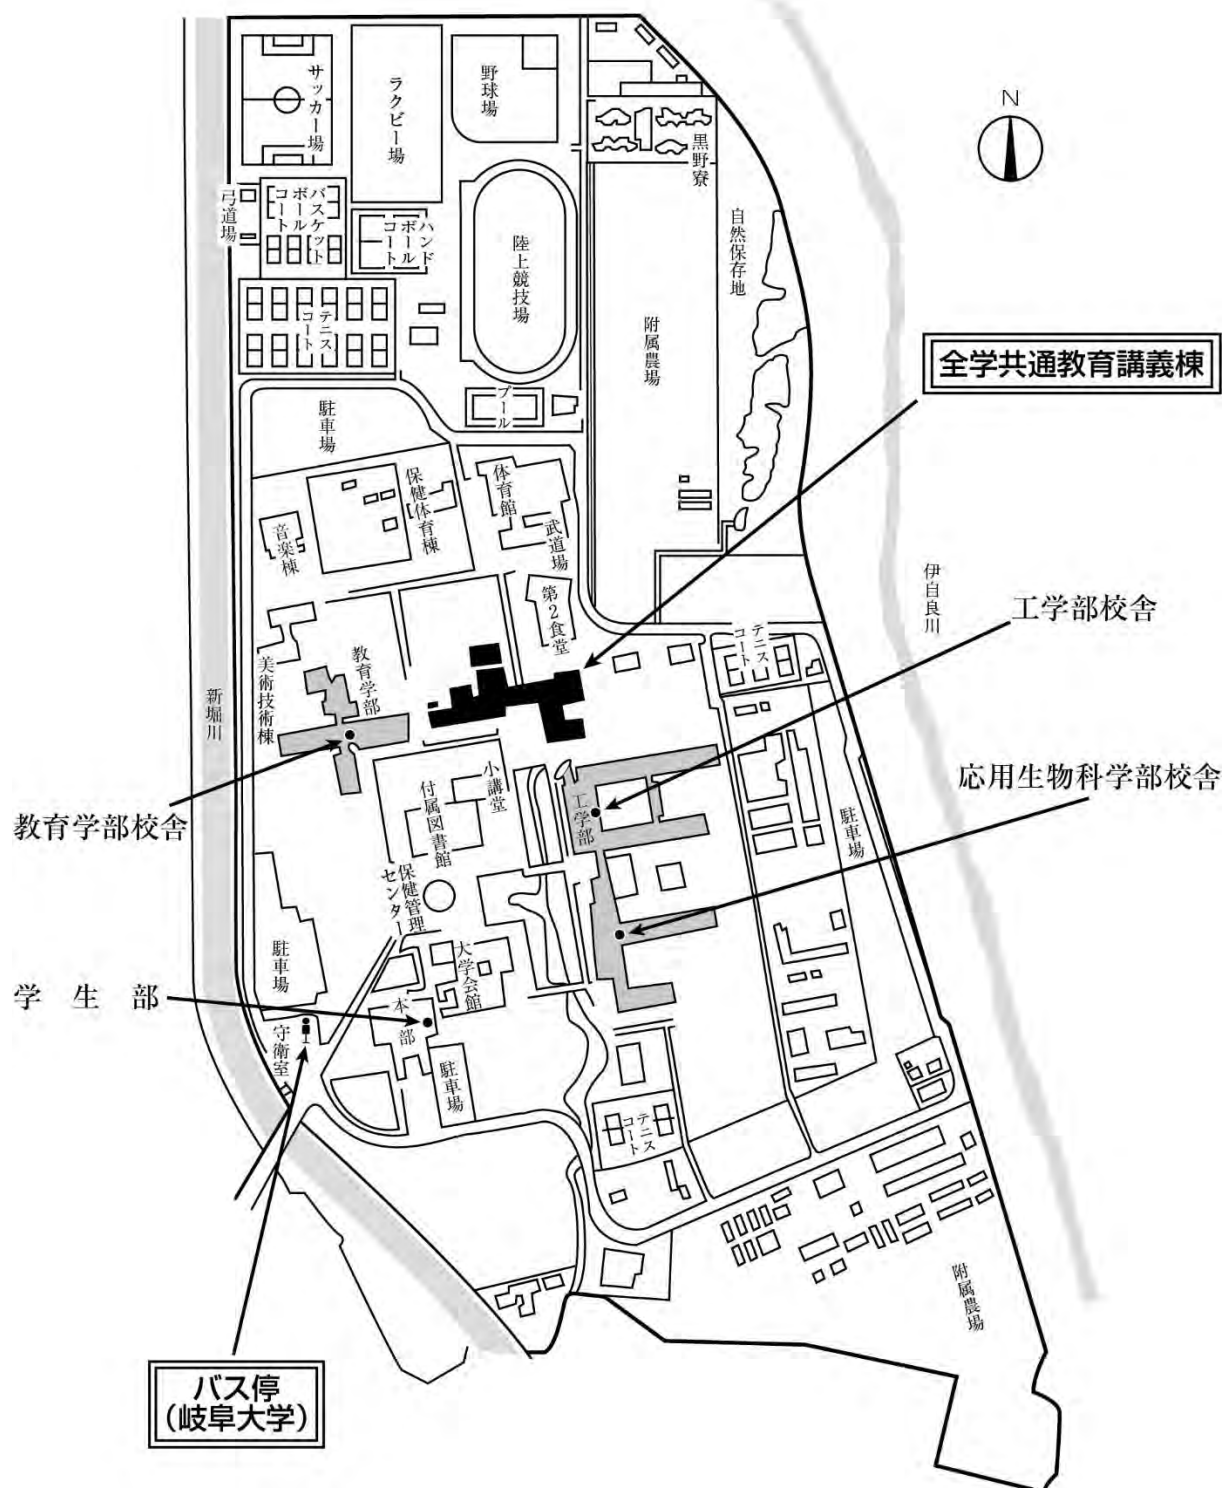 N
サッカー場
ラクビー場
野球場
黒野寮
弓道場
バスケット
ボール
コート
ハンド
ボール
コート
陸上競技場
自然保存地
テニス
コート
附属農場
全学共通教育講義棟
プール
駐車場
保健体育棟
体育館
音楽棟
武道場
第2食堂
伊自良川
工学部校舎
テニス
コート
教育学部
美術技術棟
新堀川
応用生物科学部校舎
小講堂
付属図書館
工学部
駐車場
教育学部校舎
保健管理
センター
駐車場
大学会館
学生部
本部
守衛室
駐車場
テニス
コート
附属農場
バス停
(岐阜大学)